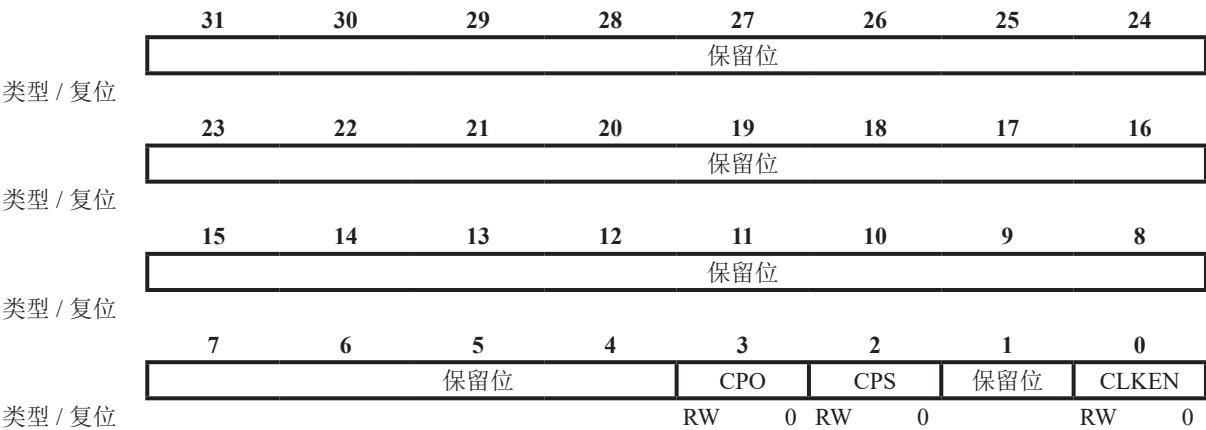 31 30 29 28 27 26 25 24
保留位
类型 / 复位
23 22 21 20 19 18 17 16
保留位
类型 / 复位
15 14 13 12 11 10 9 8
保留位
类型 / 复位
7 6 5 4 3 2 1 0
保留位 CPO CPS 保留位 CLKEN
类型 / 复位 RW 0 RW 0 RW 0